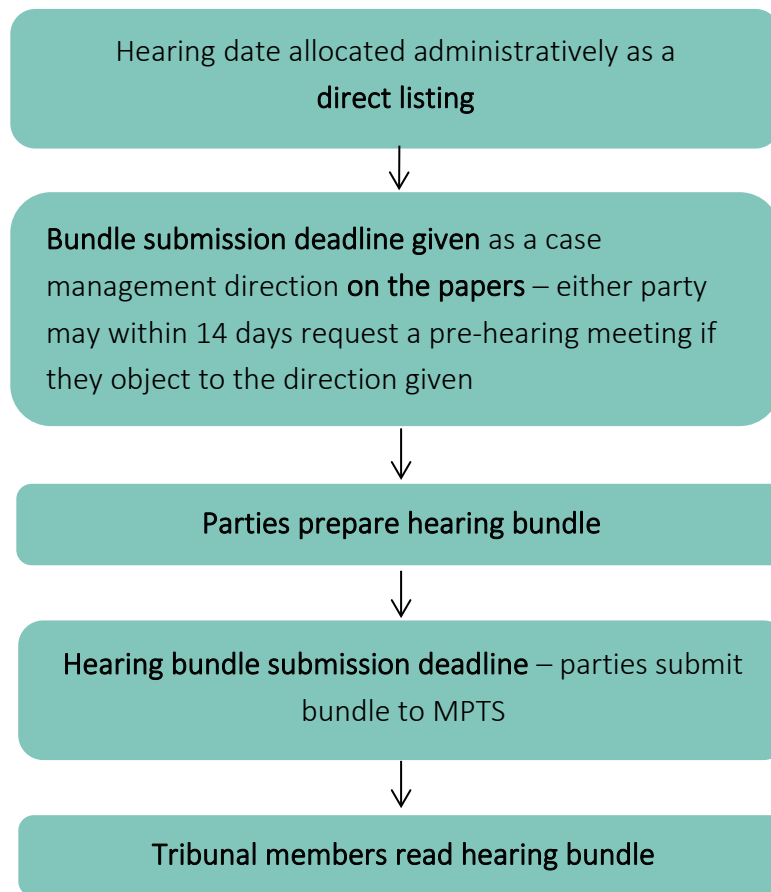 Hearing date allocated administratively as a
direct listing
Bundle submission deadline given as a case
management direction on the papers – either party
may within 14 days request a pre-hearing meeting if
they object to the direction given
Parties prepare hearing bundle
Hearing bundle submission deadline – parties submit
bundle to MPTS
Tribunal members read hearing bundle